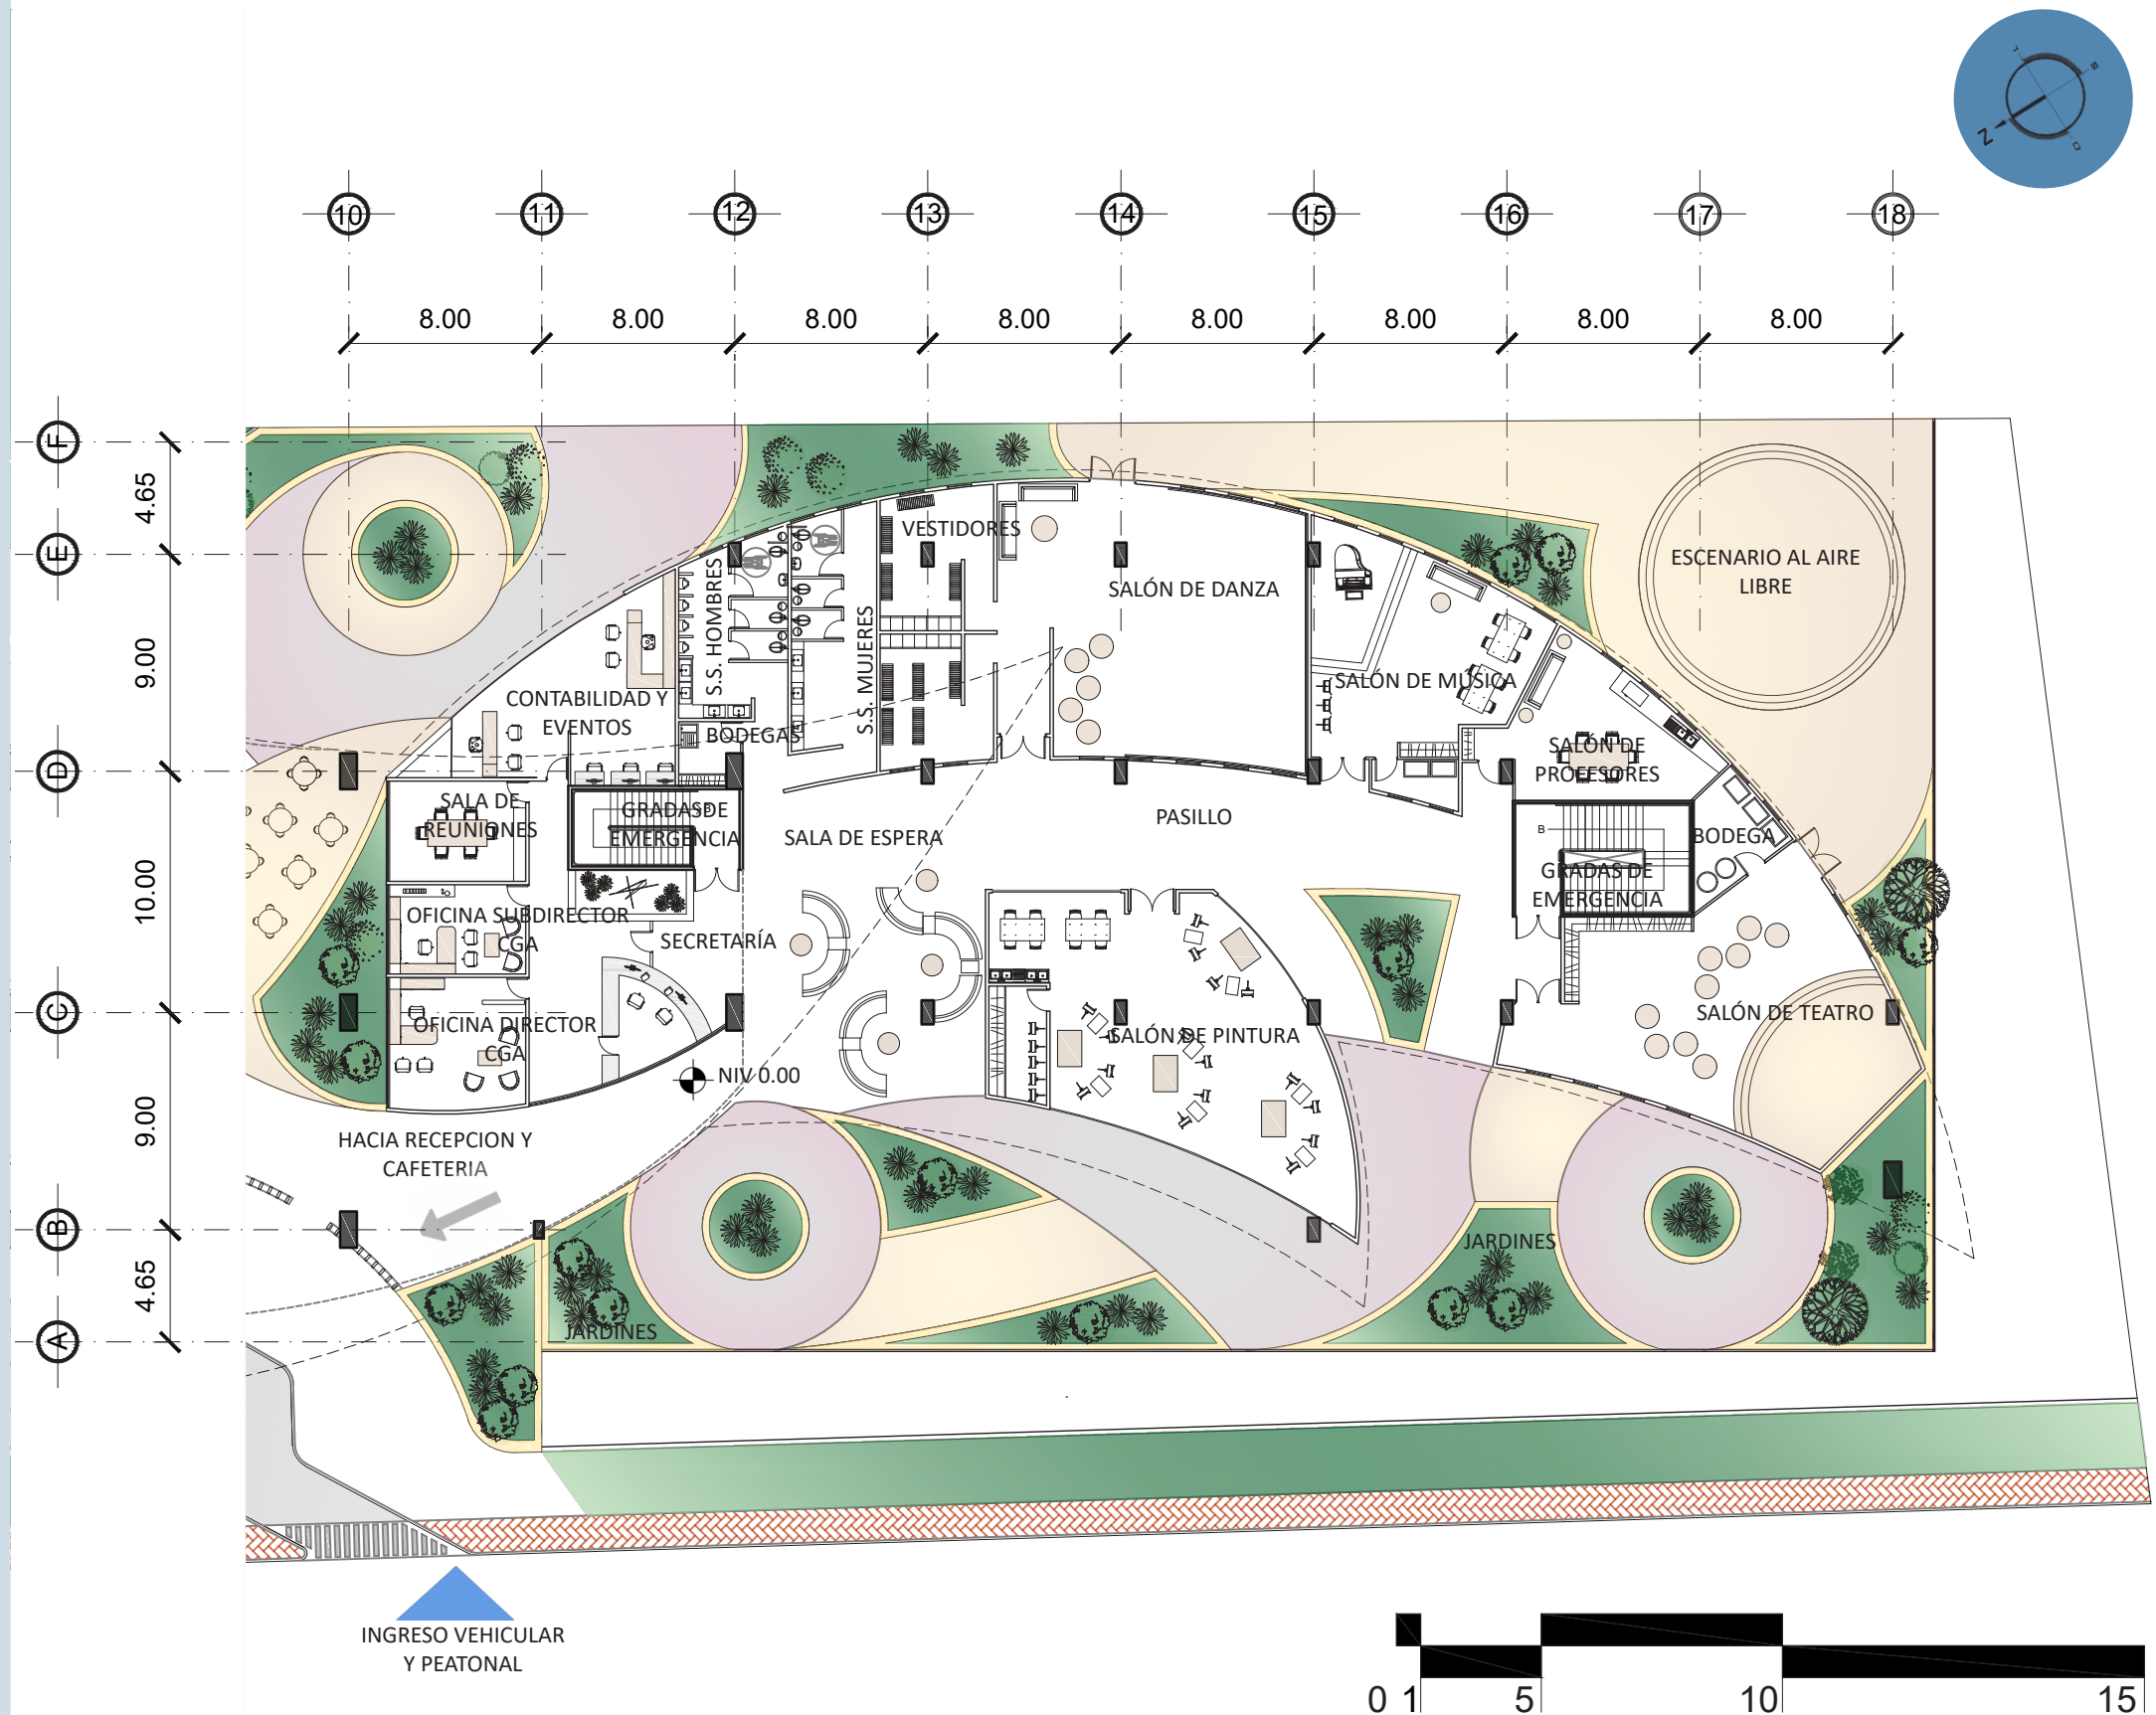 L
S
N
O
10 11 12 13 14 15 16 17 18
8.00 8.00 8.00 8.00 8.00 8.00 8.00 8.00
F
4.65
E
9.00
D
10.00
C
9.00
B
4.65
A
VESTIDORES
ESCENARIO AL AIRE
LIBRE
SALÓN DE DANZA
S.S. HOMBRES
S.S. MUJERES
SALÓN DE MÚSICA
CONTABILIDAD Y
EVENTOS
BODEGAS
SALÓN DE
PROFESORES
SALA DE
REUNIONES
GRADAS DE
EMERGENCIA
B
SALA DE ESPERA
PASILLO
B
BODEGA
GRADAS DE
EMERGENCIA
OFICINA SUBDIRECTOR
CGA
SECRETARÍA
OFICINA DIRECTOR
CGA
SALÓN DE PINTURA
SALÓN DE TEATRO
NIV 0.00
HACIA RECEPCION Y
CAFETERIA
JARDINES
JARDINES
INGRESO VEHICULAR
Y PEATONAL
0 1 5 10 15